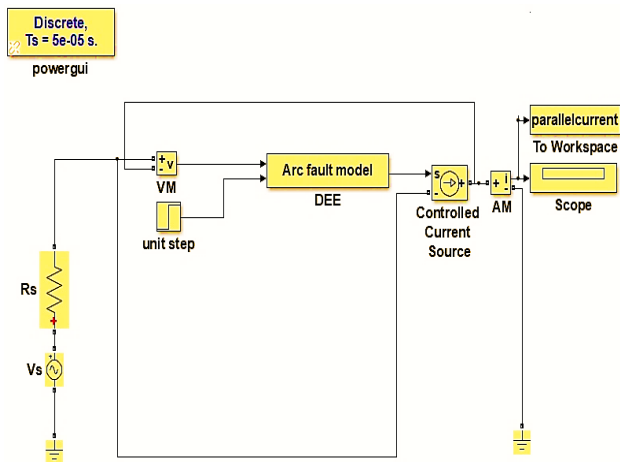 Discrete,
Ts = 5e-05 s.
powergui
parallelcurrent
To Workspace
+
-
v
VM
Arc fault model
DEE
s
+
-
Controlled
Current
Source
+
i
-
AM
Scope
unit step
Rs
+
+
Vs